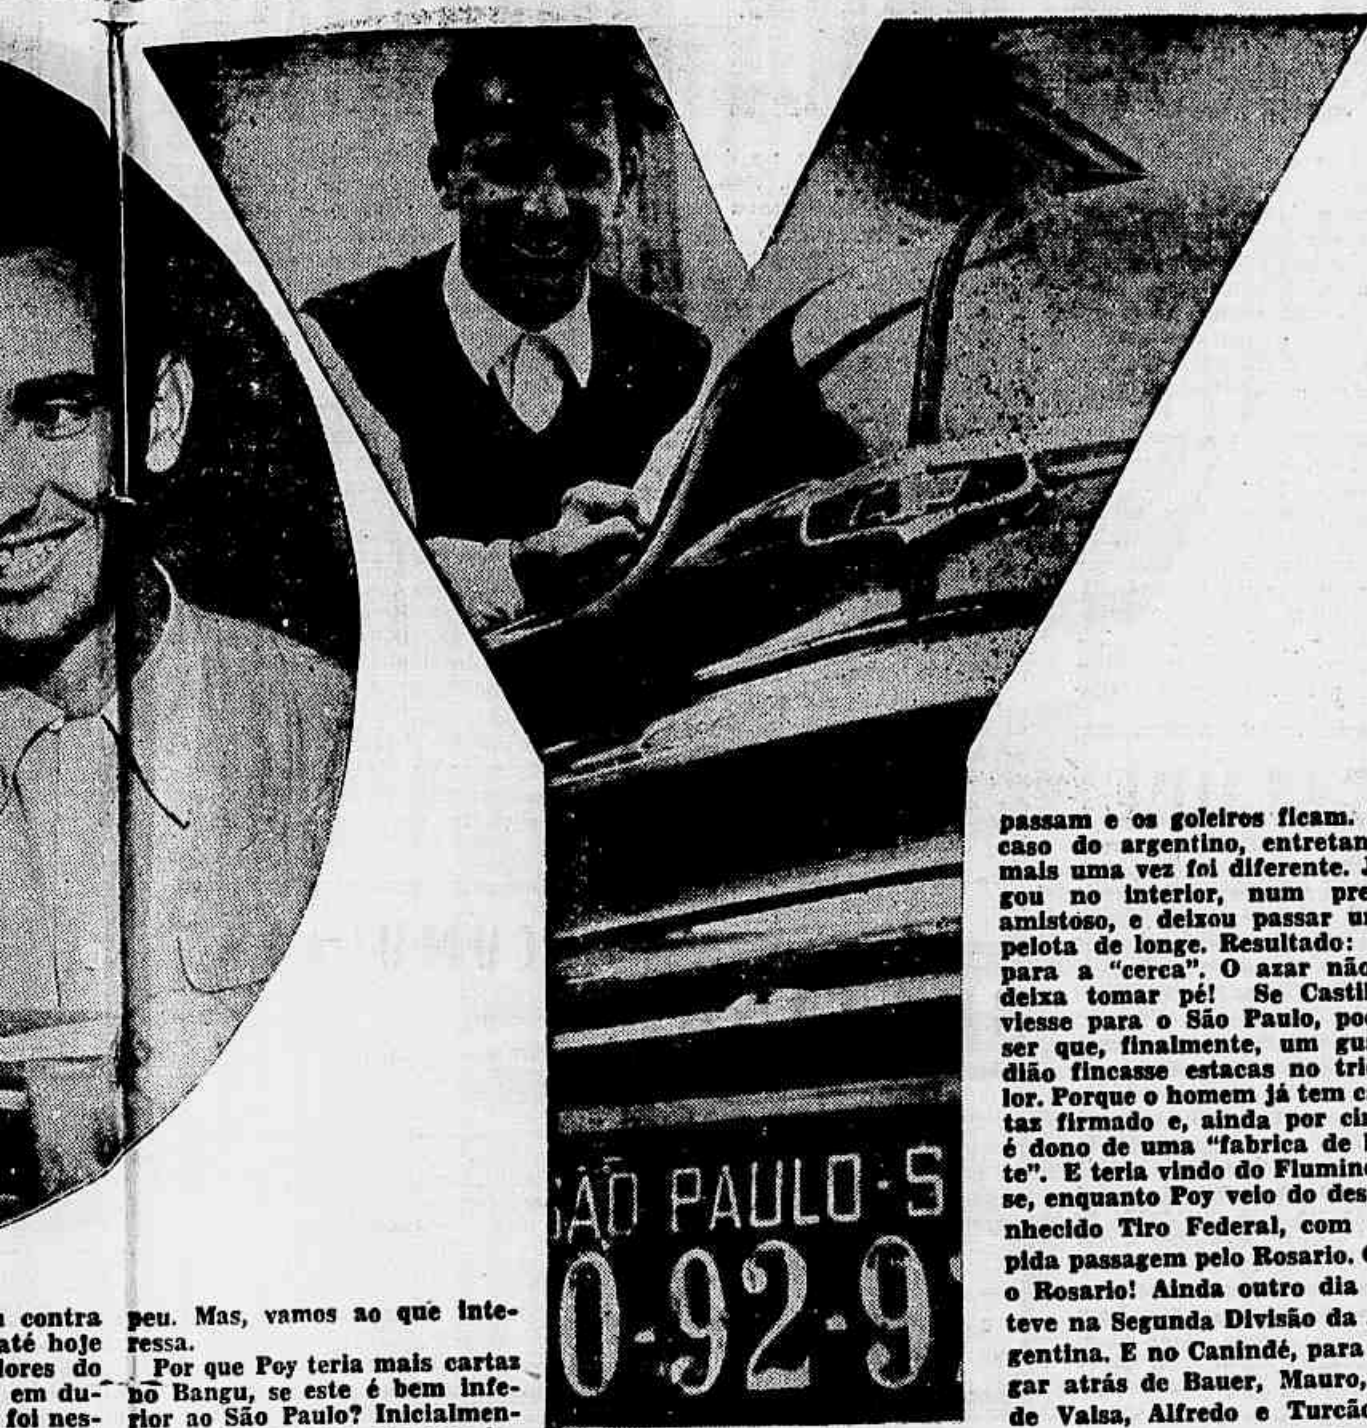 contra
até hoje
do
em du-
foi nes-
peu. Mas, vamos ao que inte-
ressa.
Por que Poy teria mais cartaz
no Bangu, se este é bem infe-
rior ao São Paulo? Inicialmen-
Y
SÃO PAULO - S
0-92-9
passam e os goleiros ficam.
caso do argentino, entretan
mais uma vez foi diferente. J
gou no interior, num pre
amistoso, e deixou passar u
pelota de longe. Resultado:
para a "cerca". O azar não
deixa tomar pé! Se Castil
viesse para o São Paulo, po
ser que, finalmente, um gu
dião fincasse estacas no tri
lor. Porque o homem já tem c
taz firmado e, ainda por ci
é dono de uma "fabrica de
te". E teria vindo do Flumin
se, enquanto Poy veio do des
nhecido Tiro Federal, com
pida passagem pelo Rosario.
o Rosario! Ainda outro dia
teve na Segunda Divisão da
gentina. E no Canindé, para
gar atrás de Bauer, Mauro,
de Valsa, Alfredo e Turcã